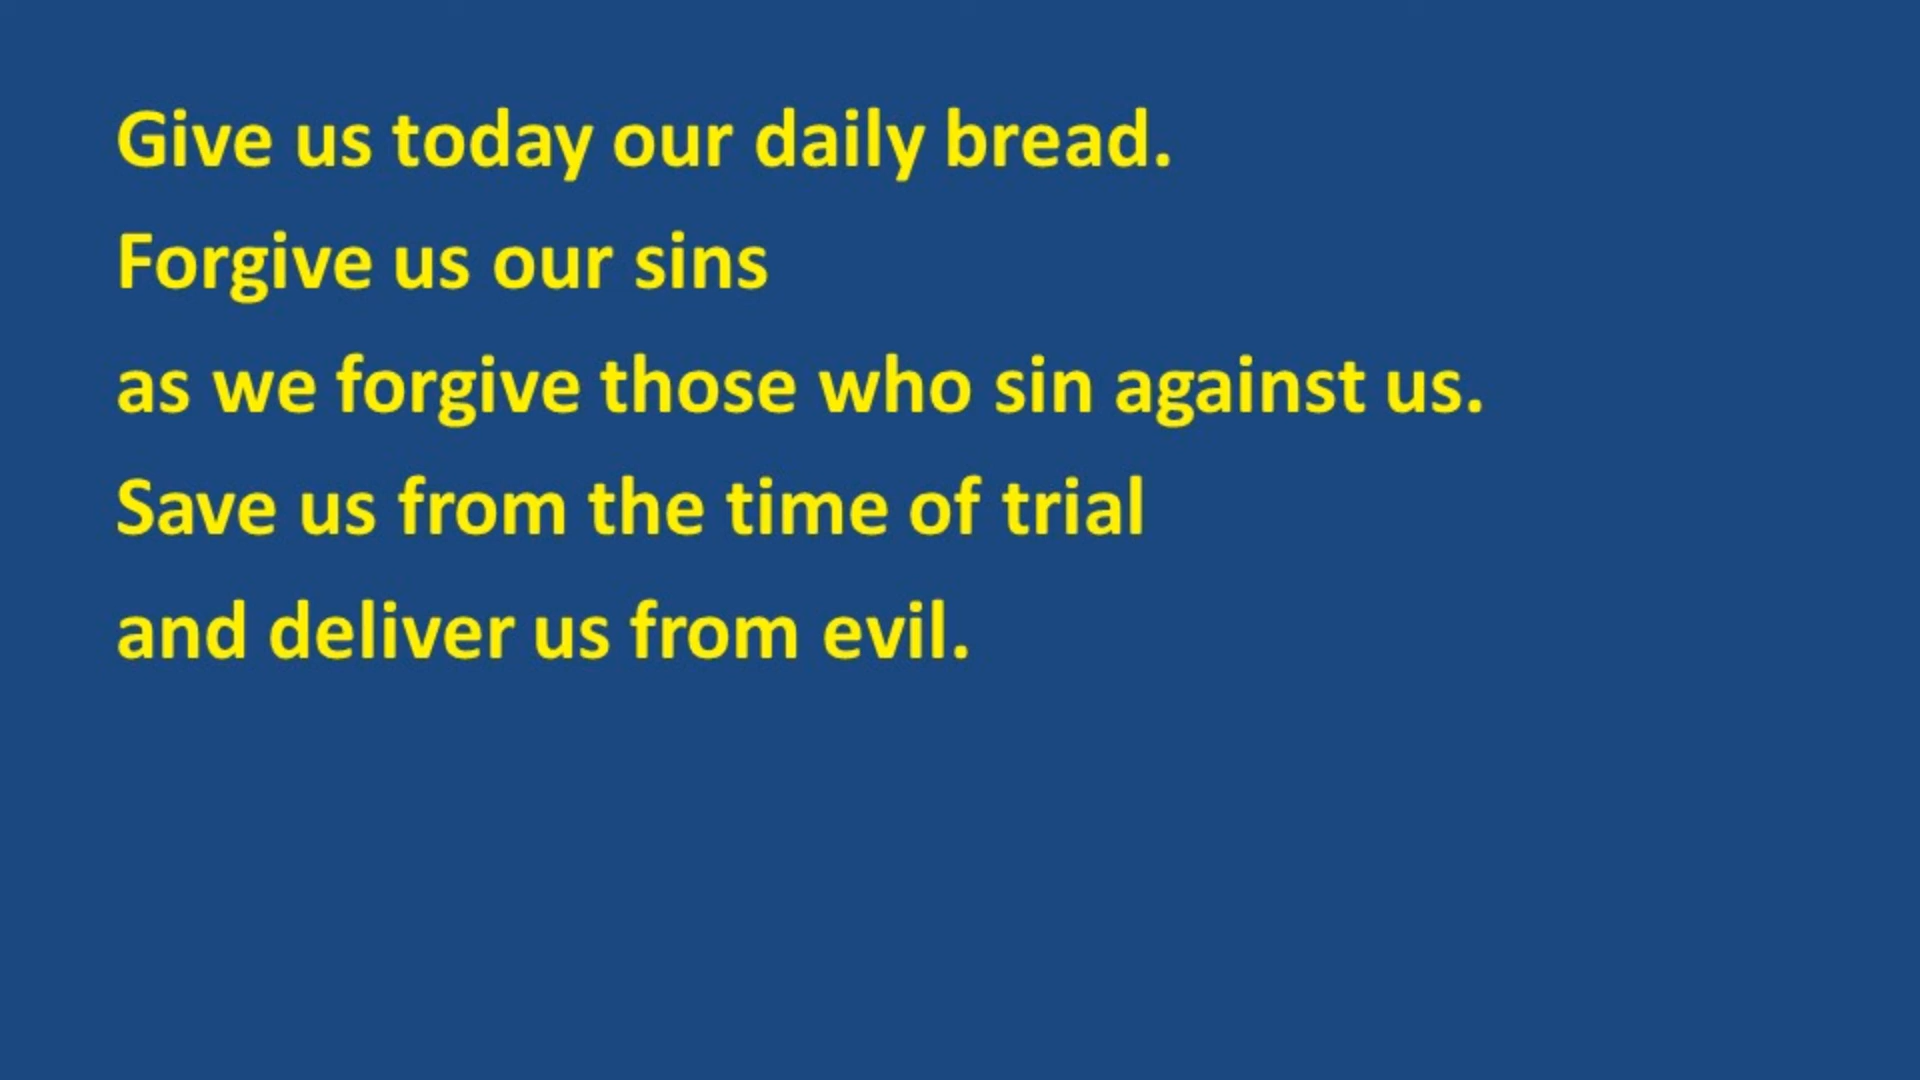 Give us today our daily bread.
Forgive us our sins
as we forgive those who sin against us.
Save us from the time of trial
and deliver us from evil.